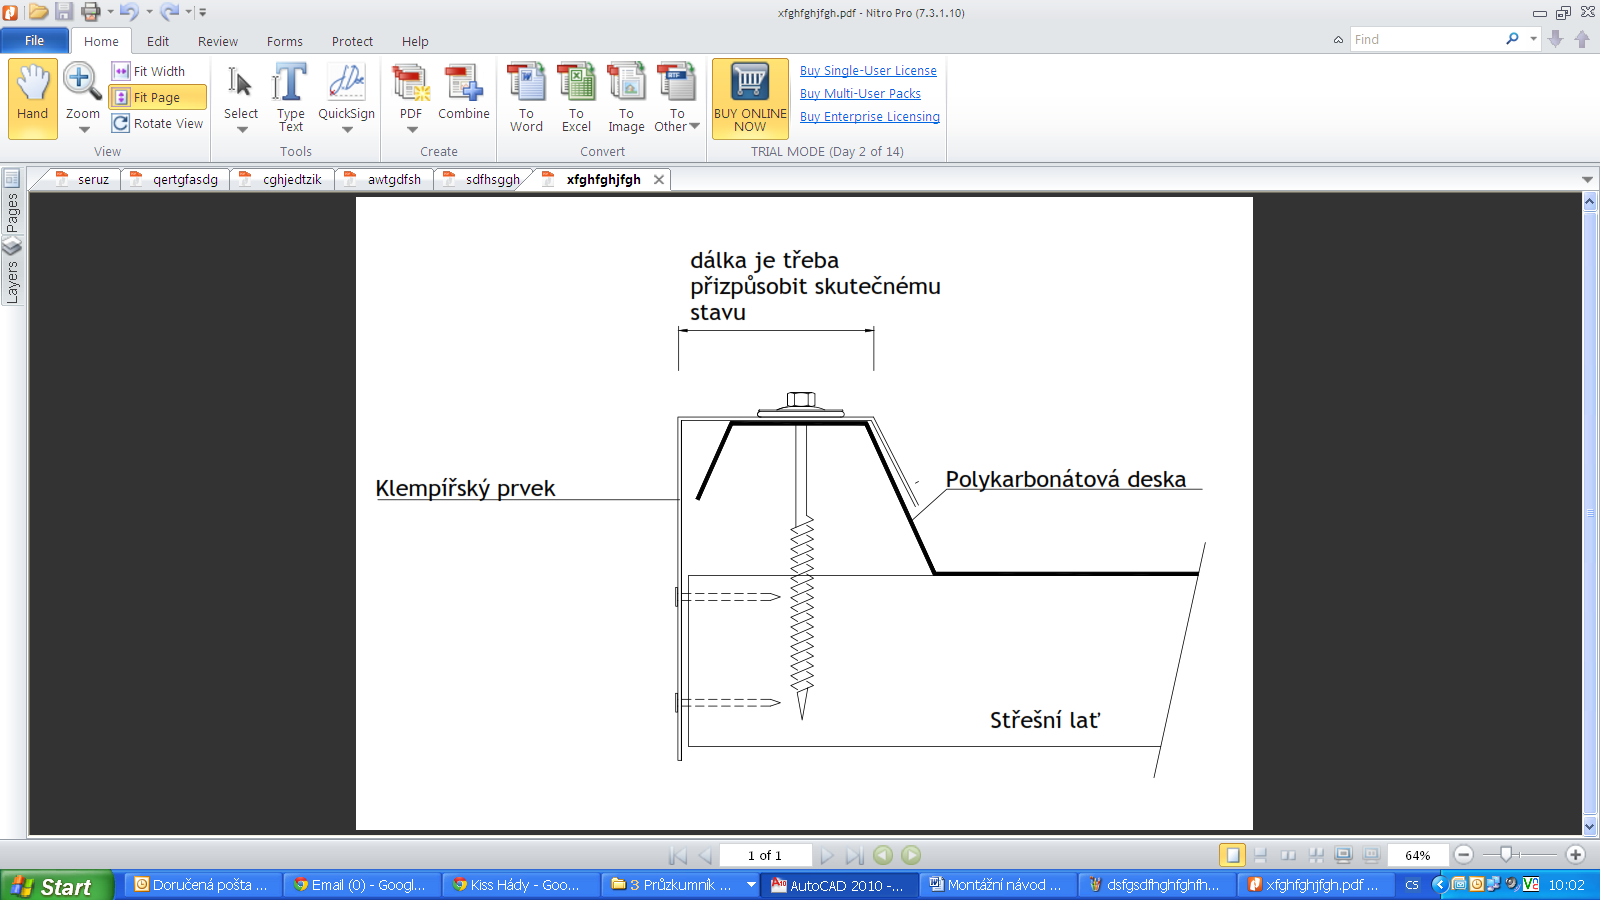 xfghfghjfgh.pdf - Nitro Pro (7.3.1.10)
File Home Edit Review Forms Protect Help
Find
Hand
Zoom
Fit Width
Fit Page
Rotate View
View
Select
Type Text
QuickSign
Tools
PDF
Combine
Create
To Word
To Excel
To Image
To Other
Convert
BUY ONLINE NOW
Buy Single-User License
Buy Multi-User Packs
Buy Enterprise Licensing
TRIAL MODE (Day 2 of 14)
seruz qertgfasdg cghjedtzik awtgdfsh sdfhsggh xfghfghjfgh
Pages
Layers
dálka je třeba
přizpůsobit skutečnému
stavu
Klempířský prvek
Polykarbonátová deska
Střešní lať
1 of 1
64%
Start
Doručená pošta ...
Email (0) - Googl...
Kiss Hády - Goo...
3 Průzkumník ...
AutoCAD 2010 -...
Montážní návod ...
dsfgsdfhghfghfh...
xfghfghjfgh.pdf ...
CS
10:02